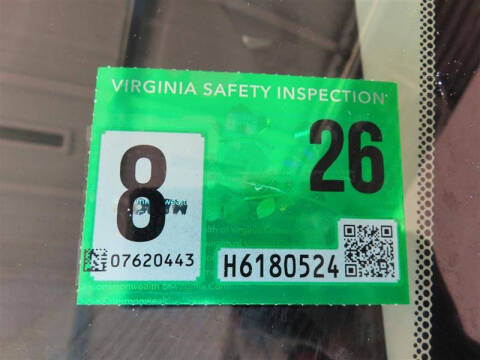 VIRGINIA SAFETY INSPECTION
8
26
07620443
H6180524